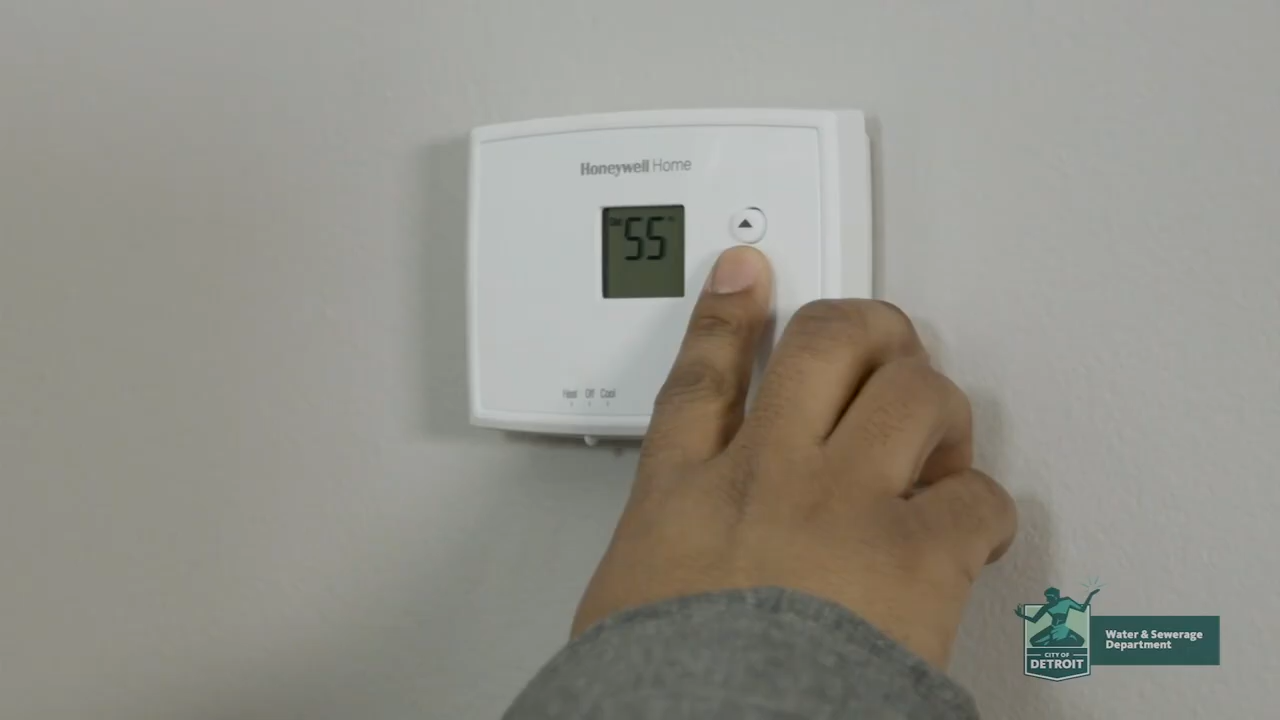 Honeywell Home
55
Heat Off Cool
Water & Sewerage
Department
CITY OF
DETROIT